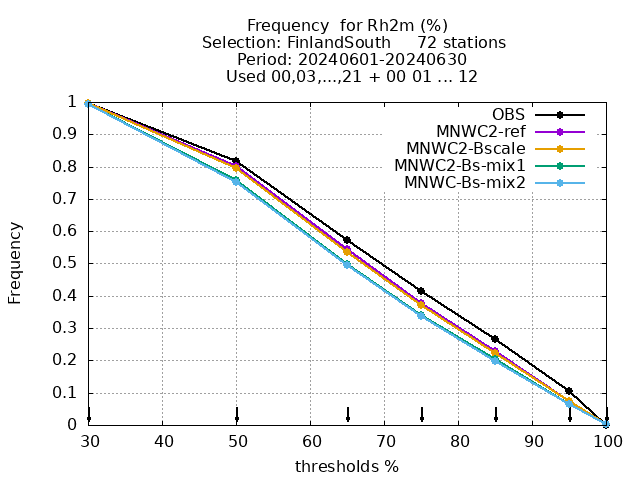 Frequency  for Rh2m (%)
Selection: FinlandSouth     72 stations
Period: 20240601-20240630
Used 00,03,...,21 + 00 01 ... 12
OBS
MNWC2-ref
MNWC2-Bscale
MNWC2-Bs-mix1
MNWC-Bs-mix2
1
0.9
0.8
0.7
0.6
0.5
0.4
0.3
0.2
0.1
0
Frequency
30 40 50 60 70 80 90 100
thresholds %